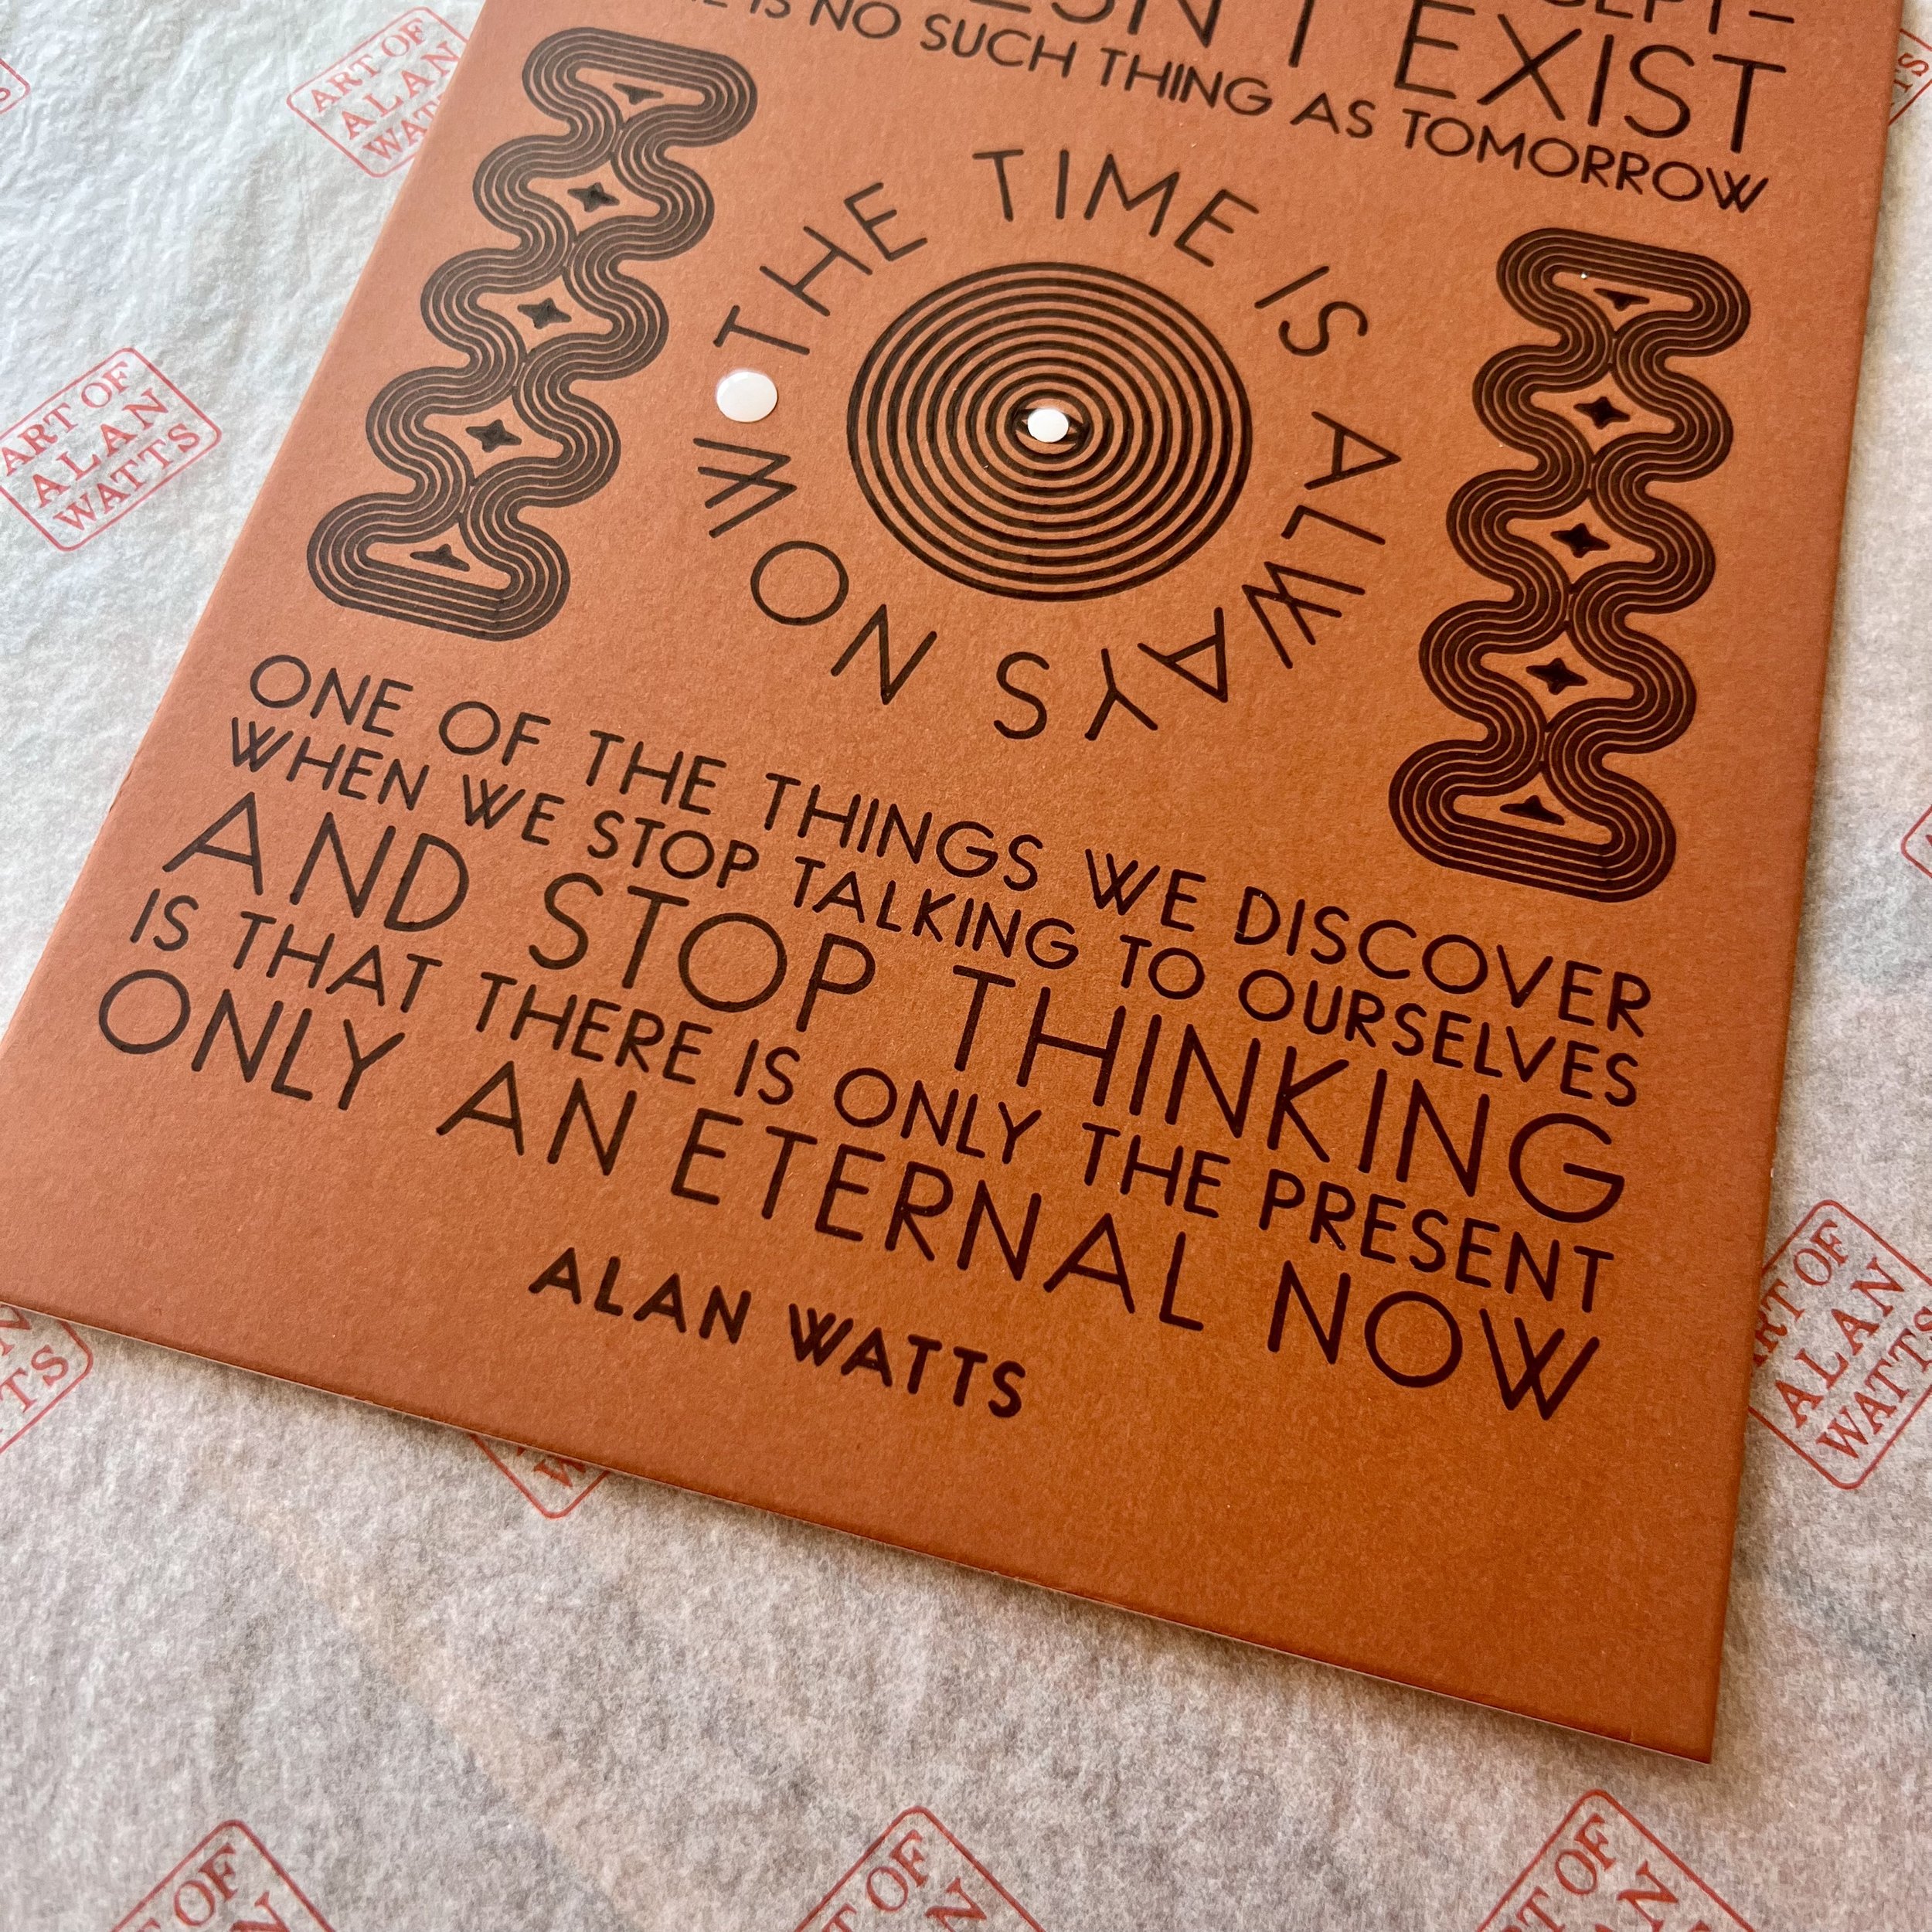 EXIST
IS NO SUCH THING AS TOMORROW
THE TIME IS ALWAYS NOW
ONE OF THE THINGS WE DISCOVER
WHEN WE STOP TALKING TO OURSELVES
AND STOP THINKING
IS THAT THERE IS ONLY THE PRESENT
ONLY AN ETERNAL NOW
ALAN WATTS
ART OF
ALAN
WATTS
ART OF
ALAN
WATTS
ART OF
ALAN
WATTS